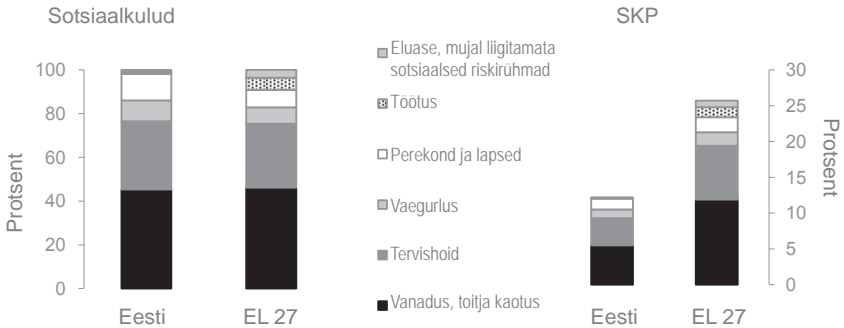 Sotsiaalkulud
SKP
Protsent
100
80
60
40
20
0
Eesti
EL 27
Eluase, mujal liigitamata
sotsiaalsed riskirühmad
Töötus
Perekond ja lapsed
Vaegurlus
Tervishoid
Vanadus, toitja kaotus
30
25
20
15
10
5
0
Protsent
Eesti
EL 27